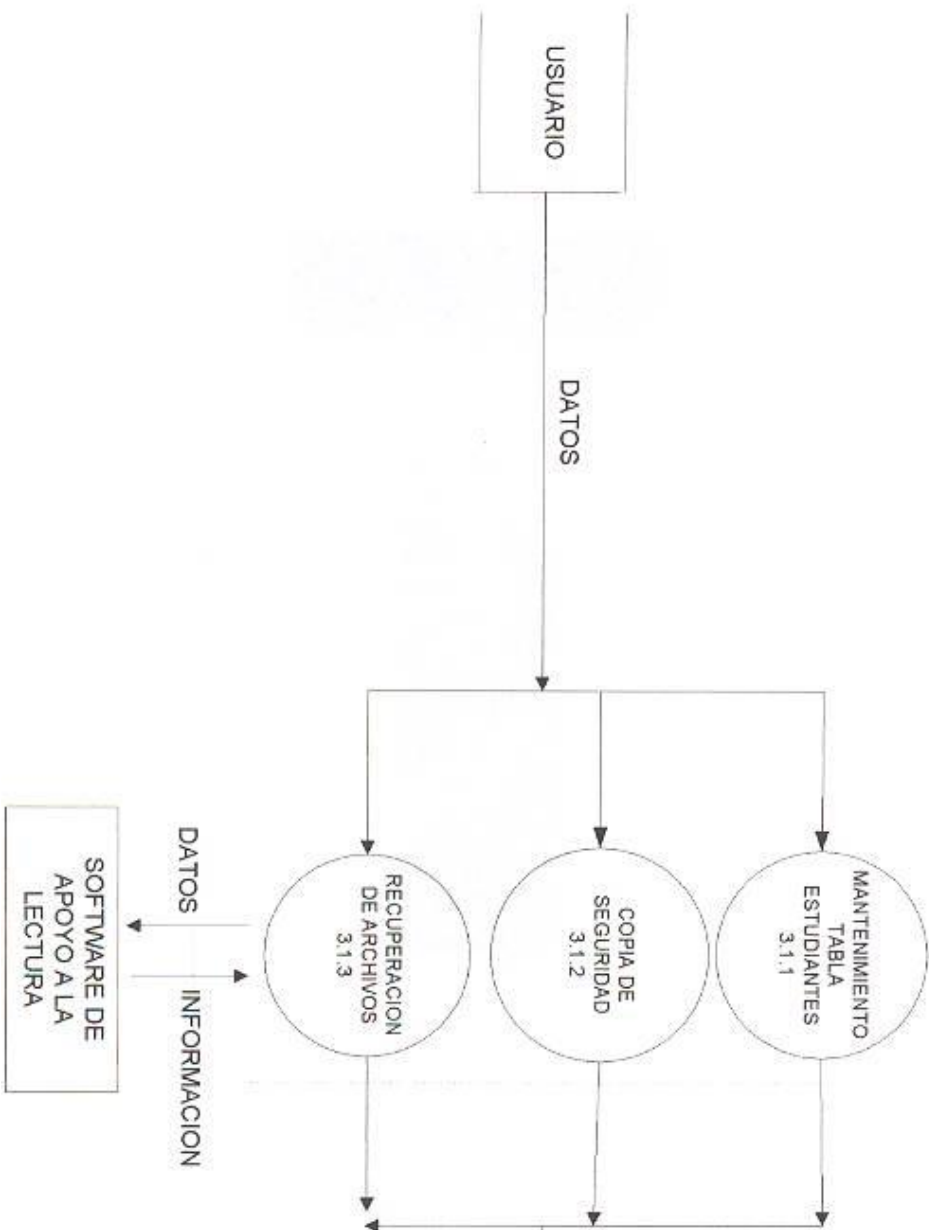 USUARIO
DATOS
MANTENIMIENTO
TABLA
ESTUDIANTES
3.1.1
COPIA DE
SEGURIDAD
3.1.2
RECUPERACION
DE ARCHIVOS
3.1.3
DATOS
INFORMACION
SOFTWARE DE
APOYO A LA
LECTURA